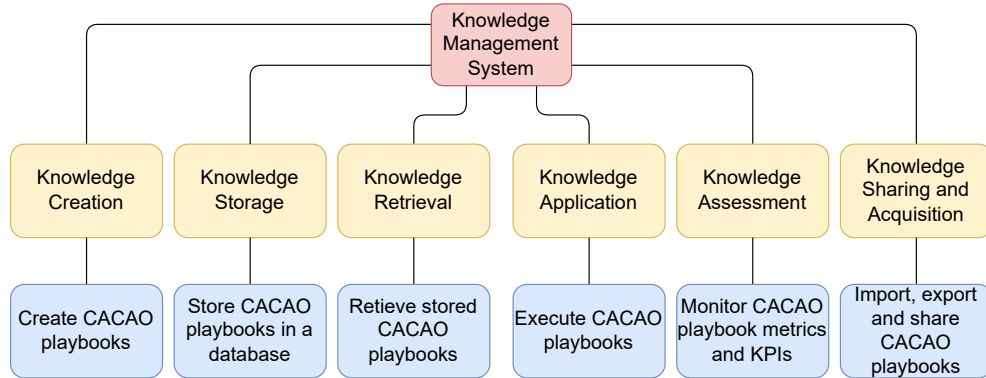 Knowledge
Management
System
Knowledge
Creation
Knowledge
Storage
Knowledge
Retrieval
Knowledge
Application
Knowledge
Assessment
Knowledge
Sharing and
Acquisition
Create CACAO
playbooks
Store CACAO
playbooks in a
database
Retieve stored
CACAO
playbooks
Execute CACAO
playbooks
Monitor CACAO
playbook metrics
and KPIs
Import, export
and share
CACAO
playbooks